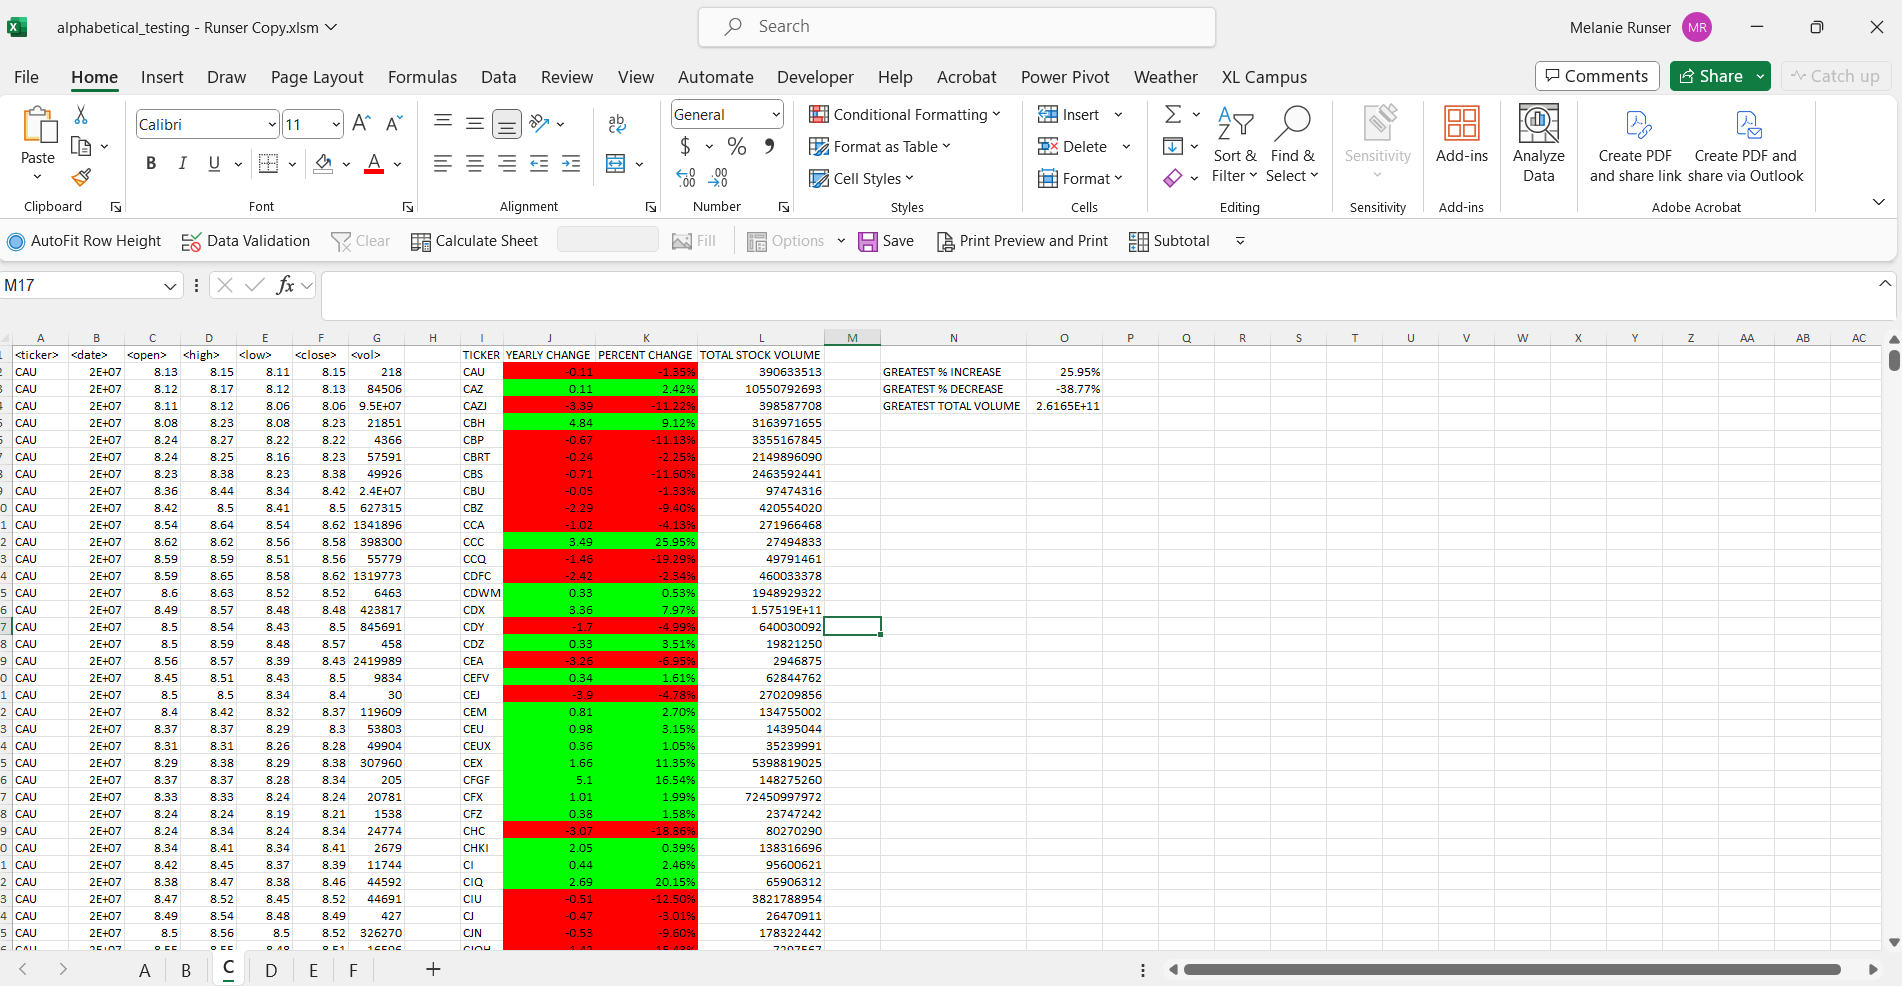 alphabetical_testing - Runser Copy.xlsm
Search
Melanie Runser MR
File Home Insert Draw Page Layout Formulas Data Review View Automate Developer Help Acrobat Power Pivot Weather XL Campus Comments Share Catch up
Paste
Clipboard
Calibri 11
B I U A
Font
Alignment
General
$ % 9
Number
Conditional Formatting
Format as Table
Cell Styles
Styles
Insert
Delete
Format
Cells
Sort & Filter
Find & Select
Editing
Sensitivity
Sensitivity
Add-ins
Add-ins
Analyze Data
Create PDF and share link
Create PDF and share via Outlook
Adobe Acrobat
AutoFit Row Height Data Validation Clear Calculate Sheet Fill Options Save Print Preview and Print Subtotal
M17 fx
A B C D E F G H I J K L M N O P Q R S T U V W X Y Z AA AB AC
<ticker> <date> <open> <high> <low> <close> <vol> TICKER YEARLY CHANGE PERCENT CHANGE TOTAL STOCK VOLUME
CAU 2E+07 8.13 8.15 8.11 8.15 218 CAU -0.11 -1.35% 390633513 GREATEST % INCREASE 25.95%
CAU 2E+07 8.12 8.17 8.12 8.13 84506 CAZ 0.11 2.42% 10550792693 GREATEST % DECREASE -38.77%
CAU 2E+07 8.11 8.12 8.06 8.06 9.5E+07 CAZJ -3.39 -11.22% 398587708 GREATEST TOTAL VOLUME 2.6165E+11
CAU 2E+07 8.08 8.23 8.08 8.23 21851 CBH 4.84 9.12% 3163971655
CAU 2E+07 8.24 8.27 8.22 8.22 4366 CBP -0.67 -11.13% 3355167845
CAU 2E+07 8.24 8.25 8.16 8.23 57591 CBRT -0.24 -2.25% 2149896090
CAU 2E+07 8.23 8.38 8.23 8.38 49926 CBS -0.71 -11.60% 2463592441
CAU 2E+07 8.36 8.44 8.34 8.42 2.4E+07 CBU -0.05 -1.33% 97474316
CAU 2E+07 8.42 8.5 8.41 8.5 627315 CBZ -2.29 -9.40% 420554020
CAU 2E+07 8.54 8.64 8.54 8.62 1341896 CCA -1.02 -4.13% 271966468
CAU 2E+07 8.62 8.62 8.56 8.58 398300 CCC 3.49 25.95% 27494833
CAU 2E+07 8.59 8.59 8.51 8.56 55779 CCQ -1.46 -19.29% 49791461
CAU 2E+07 8.59 8.65 8.58 8.62 1319773 CDFC -2.42 -2.34% 460033378
CAU 2E+07 8.6 8.63 8.52 8.52 6463 CDWM 0.33 0.53% 1948929322
CAU 2E+07 8.49 8.57 8.48 8.48 423817 CDX 3.36 7.97% 1.57519E+11
CAU 2E+07 8.5 8.54 8.43 8.5 845691 CDY -1.7 -4.99% 640030092
CAU 2E+07 8.5 8.59 8.48 8.57 458 CDZ 0.33 3.51% 19821250
CAU 2E+07 8.56 8.57 8.39 8.43 2419989 CEA -3.26 -6.95% 2946875
CAU 2E+07 8.45 8.51 8.43 8.5 9834 CEFV 0.34 1.61% 62844762
CAU 2E+07 8.5 8.5 8.34 8.4 30 CEJ -3.9 -4.78% 270209856
CAU 2E+07 8.4 8.42 8.32 8.37 119609 CEM 0.81 2.70% 134755002
CAU 2E+07 8.37 8.37 8.29 8.3 53803 CEU 0.98 3.15% 14395044
CAU 2E+07 8.31 8.31 8.26 8.28 49904 CEUX 0.36 1.05% 35239991
CAU 2E+07 8.29 8.38 8.29 8.38 307960 CEX 1.66 11.35% 5398819025
CAU 2E+07 8.37 8.37 8.28 8.34 205 CFGF 5.1 16.54% 148275260
CAU 2E+07 8.33 8.33 8.24 8.24 20781 CFX 1.01 1.99% 72450997972
CAU 2E+07 8.24 8.24 8.19 8.21 1538 CFZ 0.38 1.58% 23747242
CAU 2E+07 8.24 8.34 8.24 8.34 24774 CHC -3.07 -18.86% 80270290
CAU 2E+07 8.34 8.41 8.34 8.41 2679 CHKI 2.05 0.39% 138316696
CAU 2E+07 8.42 8.45 8.37 8.39 11744 CI 0.44 2.46% 95600621
CAU 2E+07 8.38 8.47 8.38 8.46 44592 CIQ 2.69 20.15% 65906312
CAU 2E+07 8.47 8.52 8.45 8.52 44691 CIU -0.51 -12.50% 3821788954
CAU 2E+07 8.49 8.54 8.48 8.49 427 CJ -0.47 -3.01% 26470911
CAU 2E+07 8.5 8.56 8.5 8.52 326270 CJN -0.53 -9.60% 178322442
A B C D E F